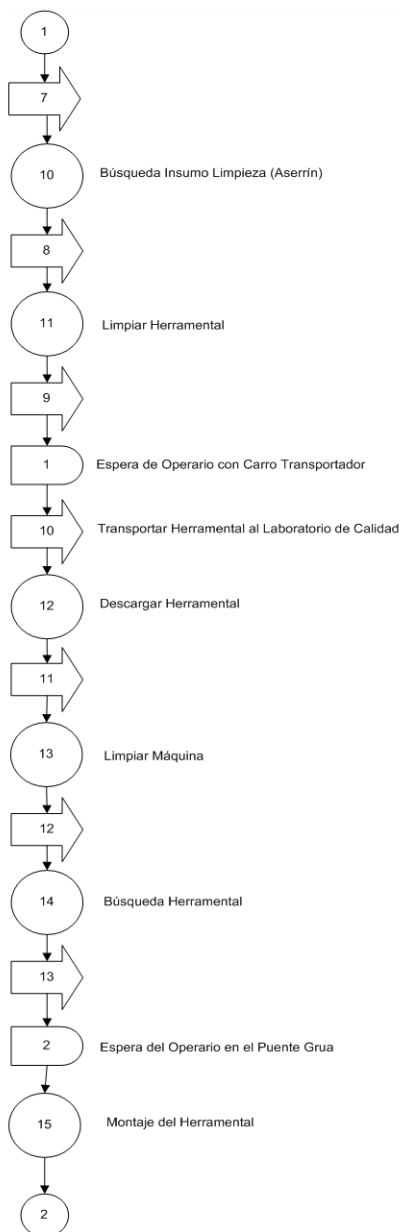 1
7
10 Búsqueda Insumo Limpieza (Aserrín)
8
11 Limpiar Herramental
9
1 Espera de Operario con Carro Transportador
10 Transportar Herramental al Laboratorio de Calidad
12 Descargar Herramental
11
13 Limpiar Máquina
12
14 Búsqueda Herramental
13
2 Espera del Operario en el Puente Grua
15 Montaje del Herramental
2